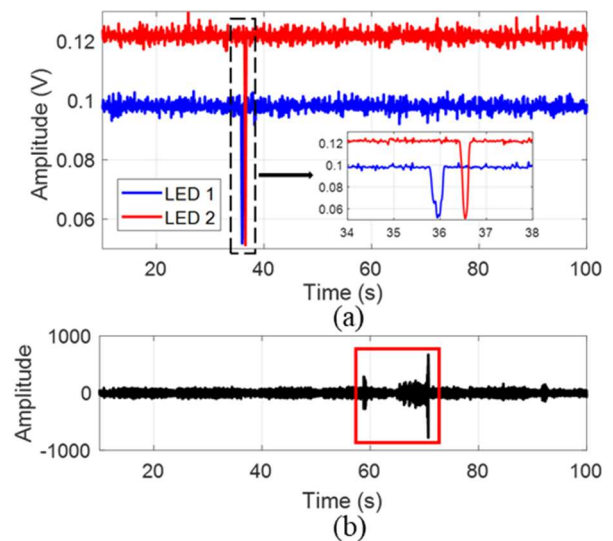 0.12
0.1
0.08
0.06
Amplitude (V)
LED 1
LED 2
0.12
0.1
0.08
0.06
34 35 36 37 38
20 40 60 80 100
Time (s)
(a)
1000
0
-1000
Amplitude
20 40 60 80 100
Time (s)
(b)